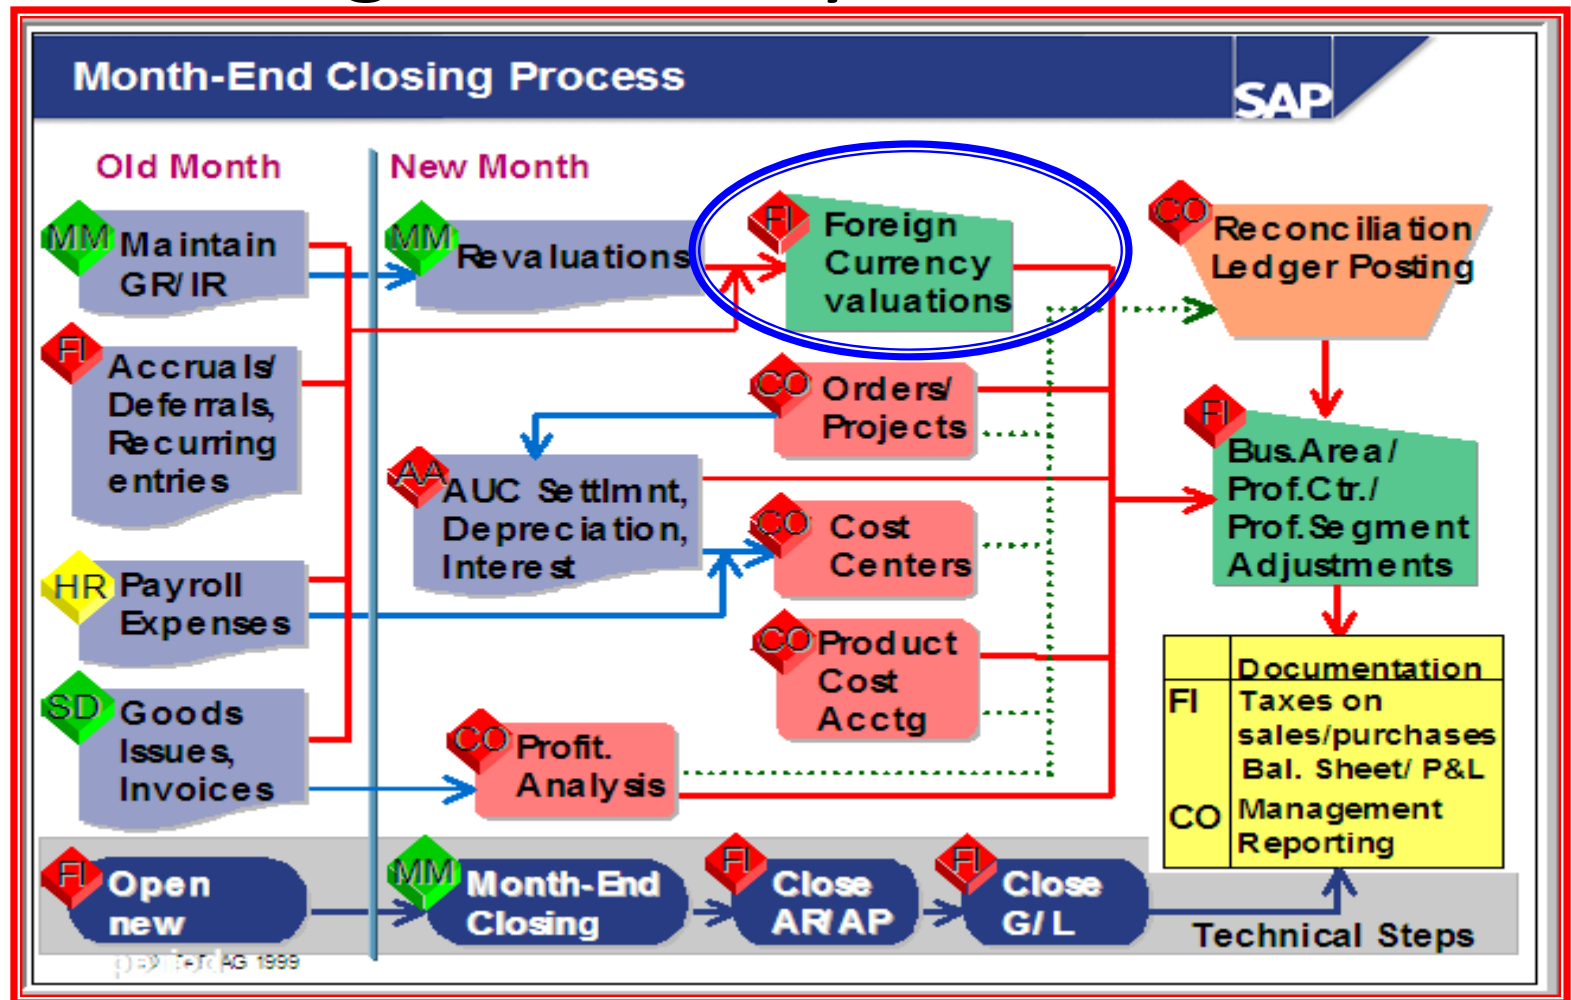 Month-End Closing Process
SAP
Old Month
New Month
MM
Maintain
GR/IR
FI
Accruals/
Deferrals,
Recurring
entries
HR
Payroll
Expenses
SD
Goods
Issues,
Invoices
MM
Revaluations
FI
Foreign
Currency
valuations
CO
Orders/
Projects
AA
AUC Settlmnt,
Depreciation,
Interest
CO
Cost
Centers
CO
Product
Cost
Acctg
CO
Profit.
Analysis
CO
Reconciliation
Ledger Posting
FI
Bus.Area/
Prof.Ctr./
Prof.Segment
Adjustments
Documentation
FI
Taxes on
sales/purchases
Bal. Sheet/ P&L
CO
Management
Reporting
FI
Open
new
period
MM
Month-End
Closing
FI
Close
AR/AP
FI
Close
G/L
Technical Steps
AG 1999